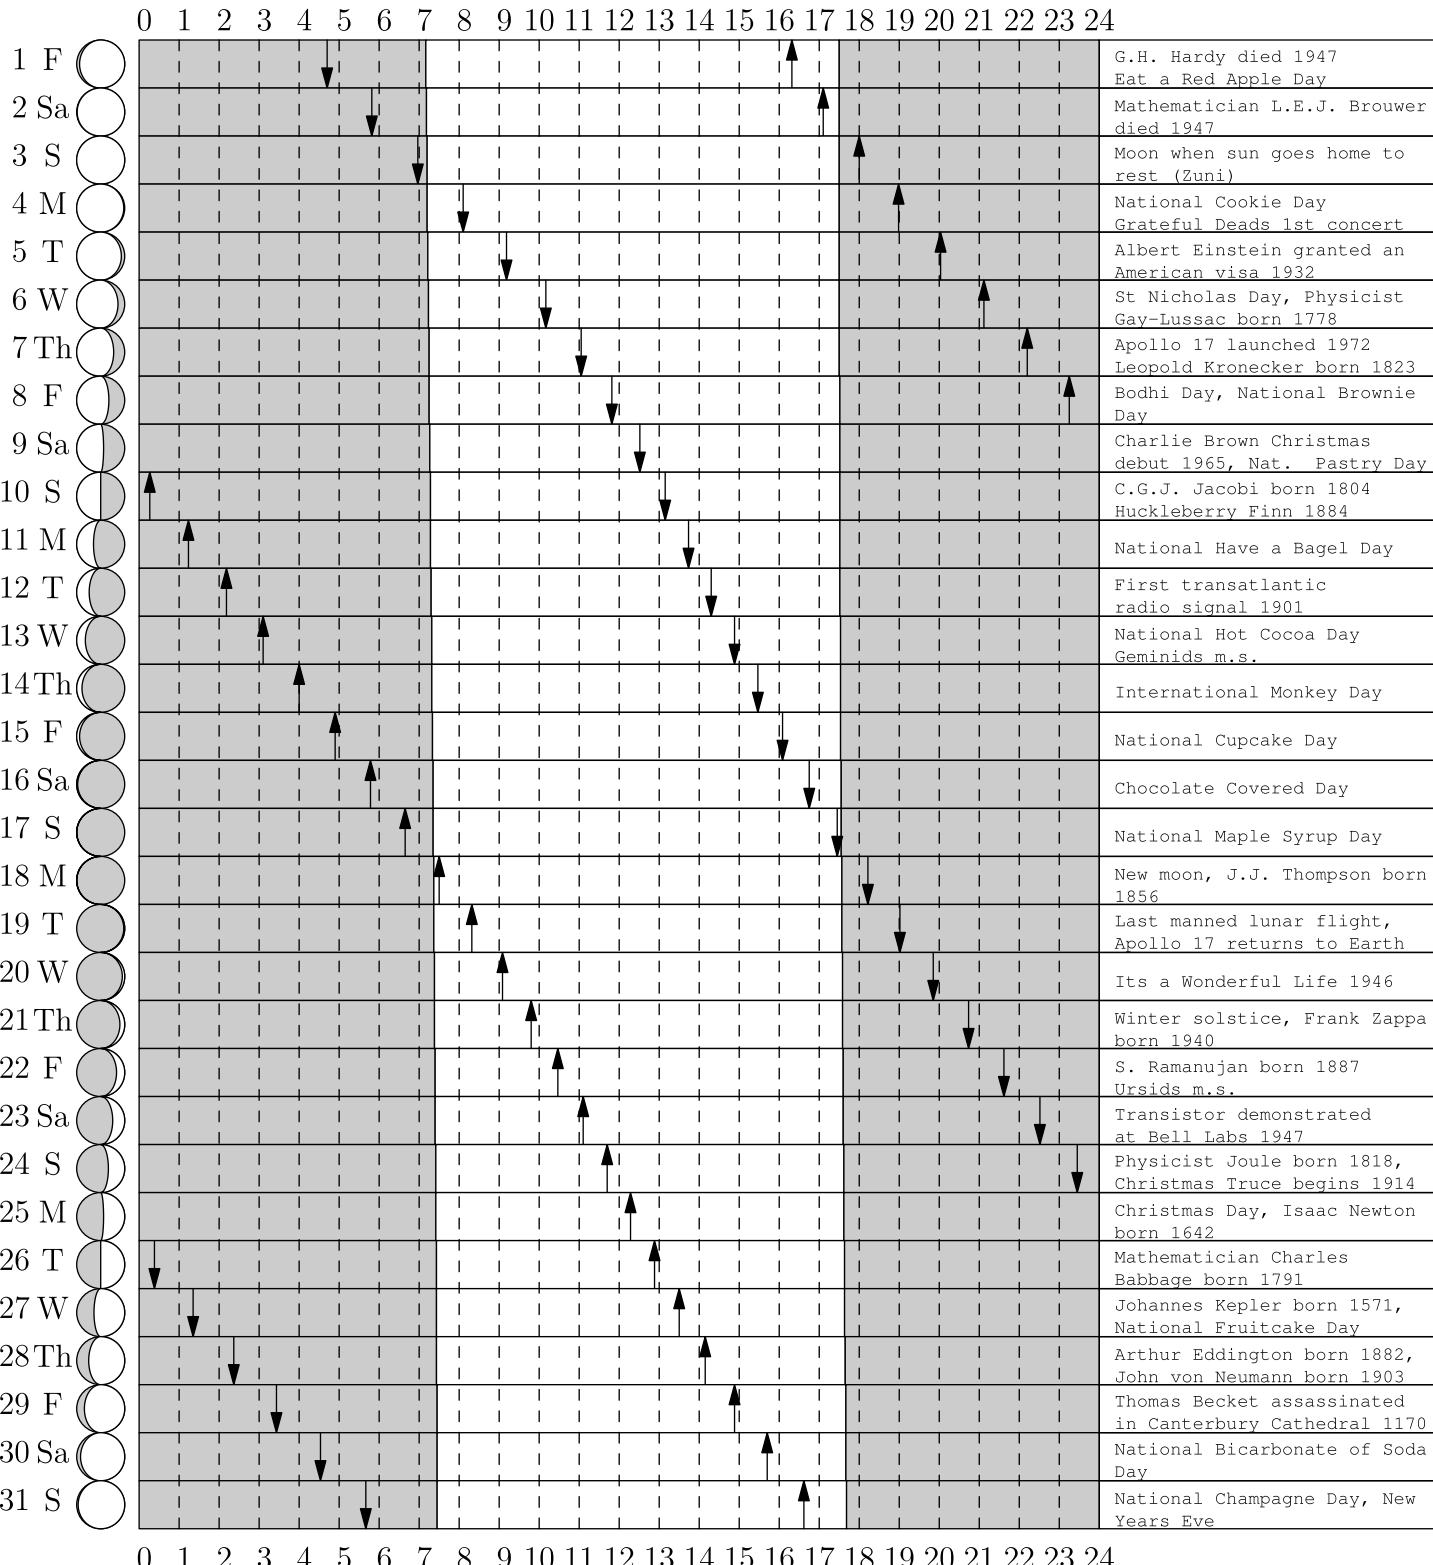 0 1 2 3 4 5 6 7 8 9 10 11 12 13 14 15 16 17 18 19 20 21 22 23 24
1 F G.H. Hardy died 1947
Eat a Red Apple Day
2 Sa Mathematician L.E.J. Brouwer
died 1947
3 S Moon when sun goes home to
rest (Zuni)
4 M National Cookie Day
Grateful Deads 1st concert
5 T Albert Einstein granted an
American visa 1932
6 W St Nicholas Day, Physicist
Gay-Lussac born 1778
7 Th Apollo 17 launched 1972
Leopold Kronecker born 1823
8 F Bodhi Day, National Brownie
Day
9 Sa Charlie Brown Christmas
debut 1965, Nat. Pastry Day
10 S C.G.J. Jacobi born 1804
Huckleberry Finn 1884
11 M National Have a Bagel Day
12 T First transatlantic
radio signal 1901
13 W National Hot Cocoa Day
Geminids m.s.
14 Th International Monkey Day
15 F National Cupcake Day
16 Sa Chocolate Covered Day
17 S National Maple Syrup Day
18 M New moon, J.J. Thompson born
1856
19 T Last manned lunar flight,
Apollo 17 returns to Earth
20 W Its a Wonderful Life 1946
21 Th Winter solstice, Frank Zappa
born 1940
22 F S. Ramanujan born 1887
Ursids m.s.
23 Sa Transistor demonstrated
at Bell Labs 1947
24 S Physicist Joule born 1818,
Christmas Truce begins 1914
25 M Christmas Day, Isaac Newton
born 1642
26 T Mathematician Charles
Babbage born 1791
27 W Johannes Kepler born 1571,
National Fruitcake Day
28 Th Arthur Eddington born 1882,
John von Neumann born 1903
29 F Thomas Becket assassinated
in Canterbury Cathedral 1170
30 Sa National Bicarbonate of Soda
Day
31 S National Champagne Day, New
Years Eve
0 1 2 3 4 5 6 7 8 9 10 11 12 13 14 15 16 17 18 19 20 21 22 23 24